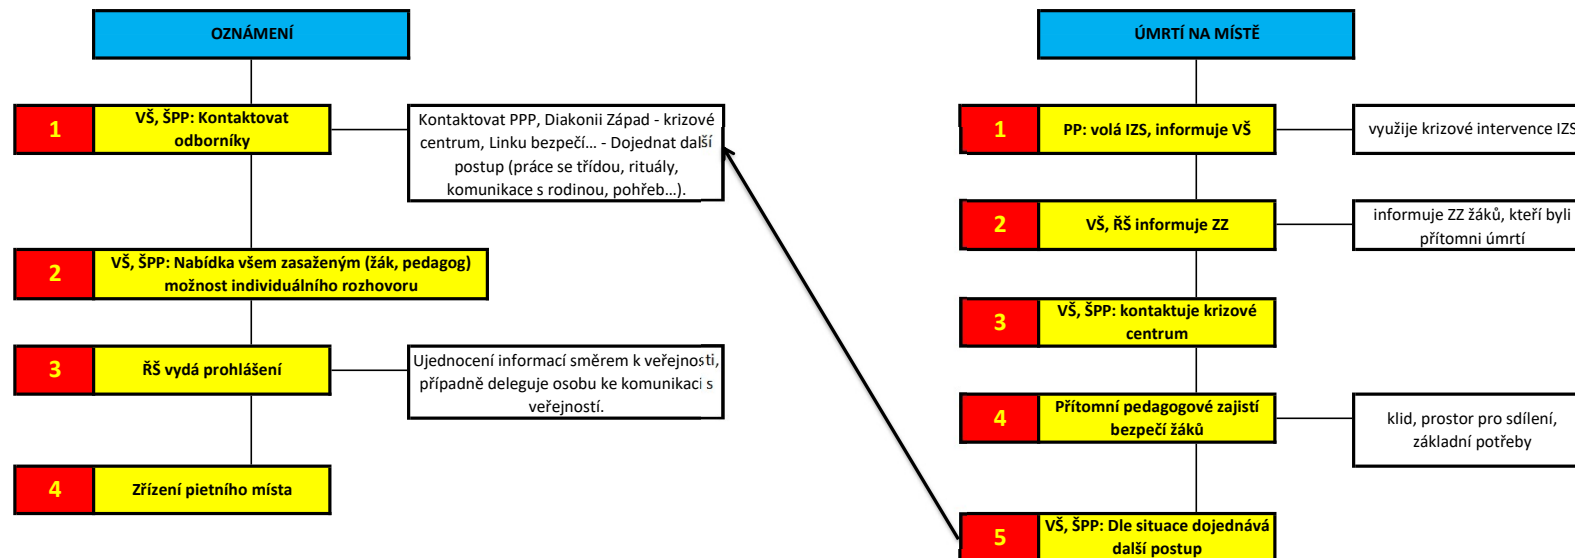 OZNÁMENÍ
1
VŠ, ŠPP: Kontaktovat
odborníky
Kontaktovat PPP, Diakonii Západ - krizové
centrum, Linku bezpečí... - Dojednat další
postup (práce se třídou, rituály,
komunikace s rodinou, pohřeb...).
2
VŠ, ŠPP: Nabídka všem zasaženým (žák, pedagog)
možnost individuálního rozhovoru
3
ŘŠ vydá prohlášení
Ujednocení informací směrem k veřejnosti,
případně deleguje osobu ke komunikaci s
veřejností.
4
Zřízení pietního místa
ÚMRTÍ NA MÍSTĚ
1
PP: volá IZS, informuje VŠ
využije krizové intervence IZS
2
VŠ, ŘŠ informuje ZZ
informuje ZZ žáků, kteří byli
přítomni úmrtí
3
VŠ, ŠPP: kontaktuje krizové
centrum
4
Přítomní pedagogové zajistí
bezpečí žáků
klid, prostor pro sdílení,
základní potřeby
5
VŠ, ŠPP: Dle situace dojednává
další postup